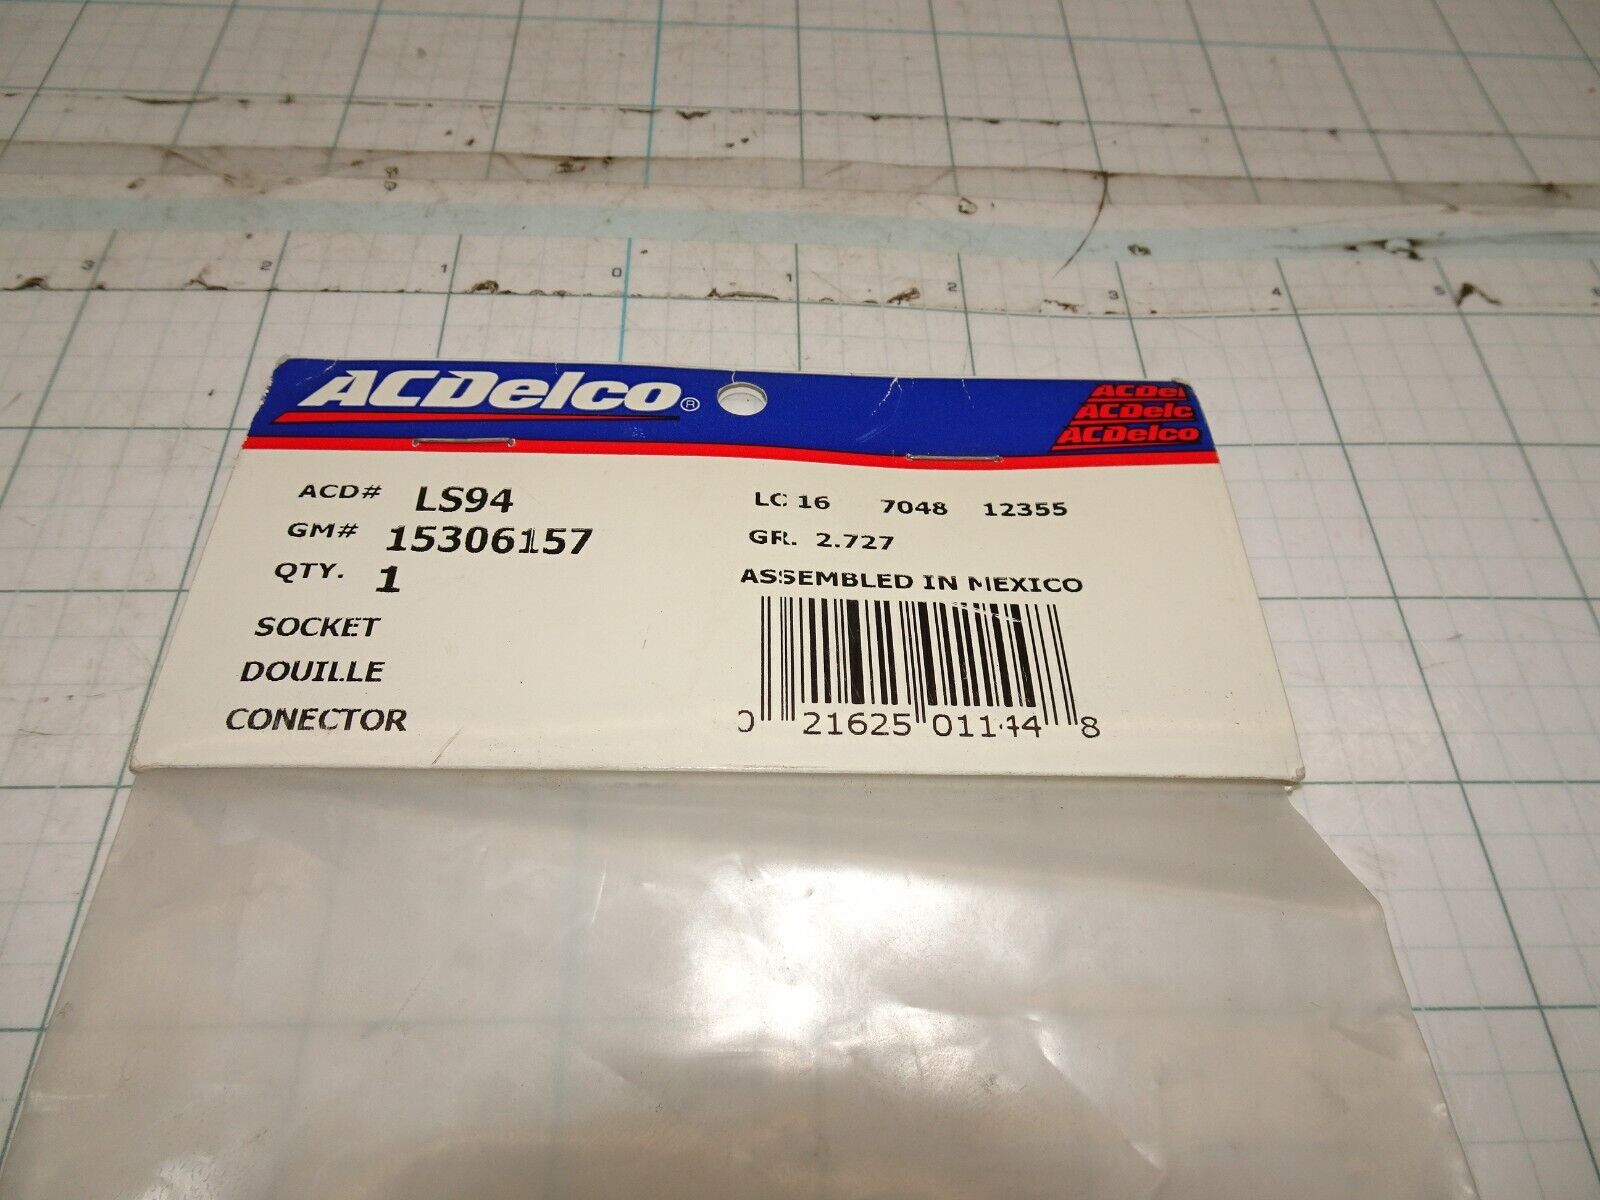 3 2 1 0 1 2 3 4 5
ACDelco®
ACDel
ACDelc
ACDelco
ACD# LS94
GM# 15306157
QTY. 1
SOCKET
DOUILLE
CONECTOR
LC 16 7048 12355
GR. 2.727
ASSEMBLED IN MEXICO
0 21625 01144 8